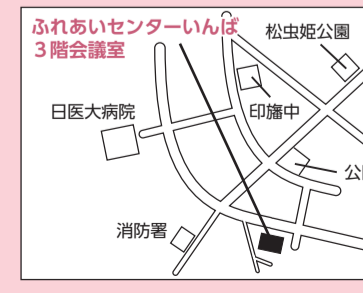 ふれあいセンターいんば
3階会議室
松虫姫公園
日医大病院
印旛中
公
消防署